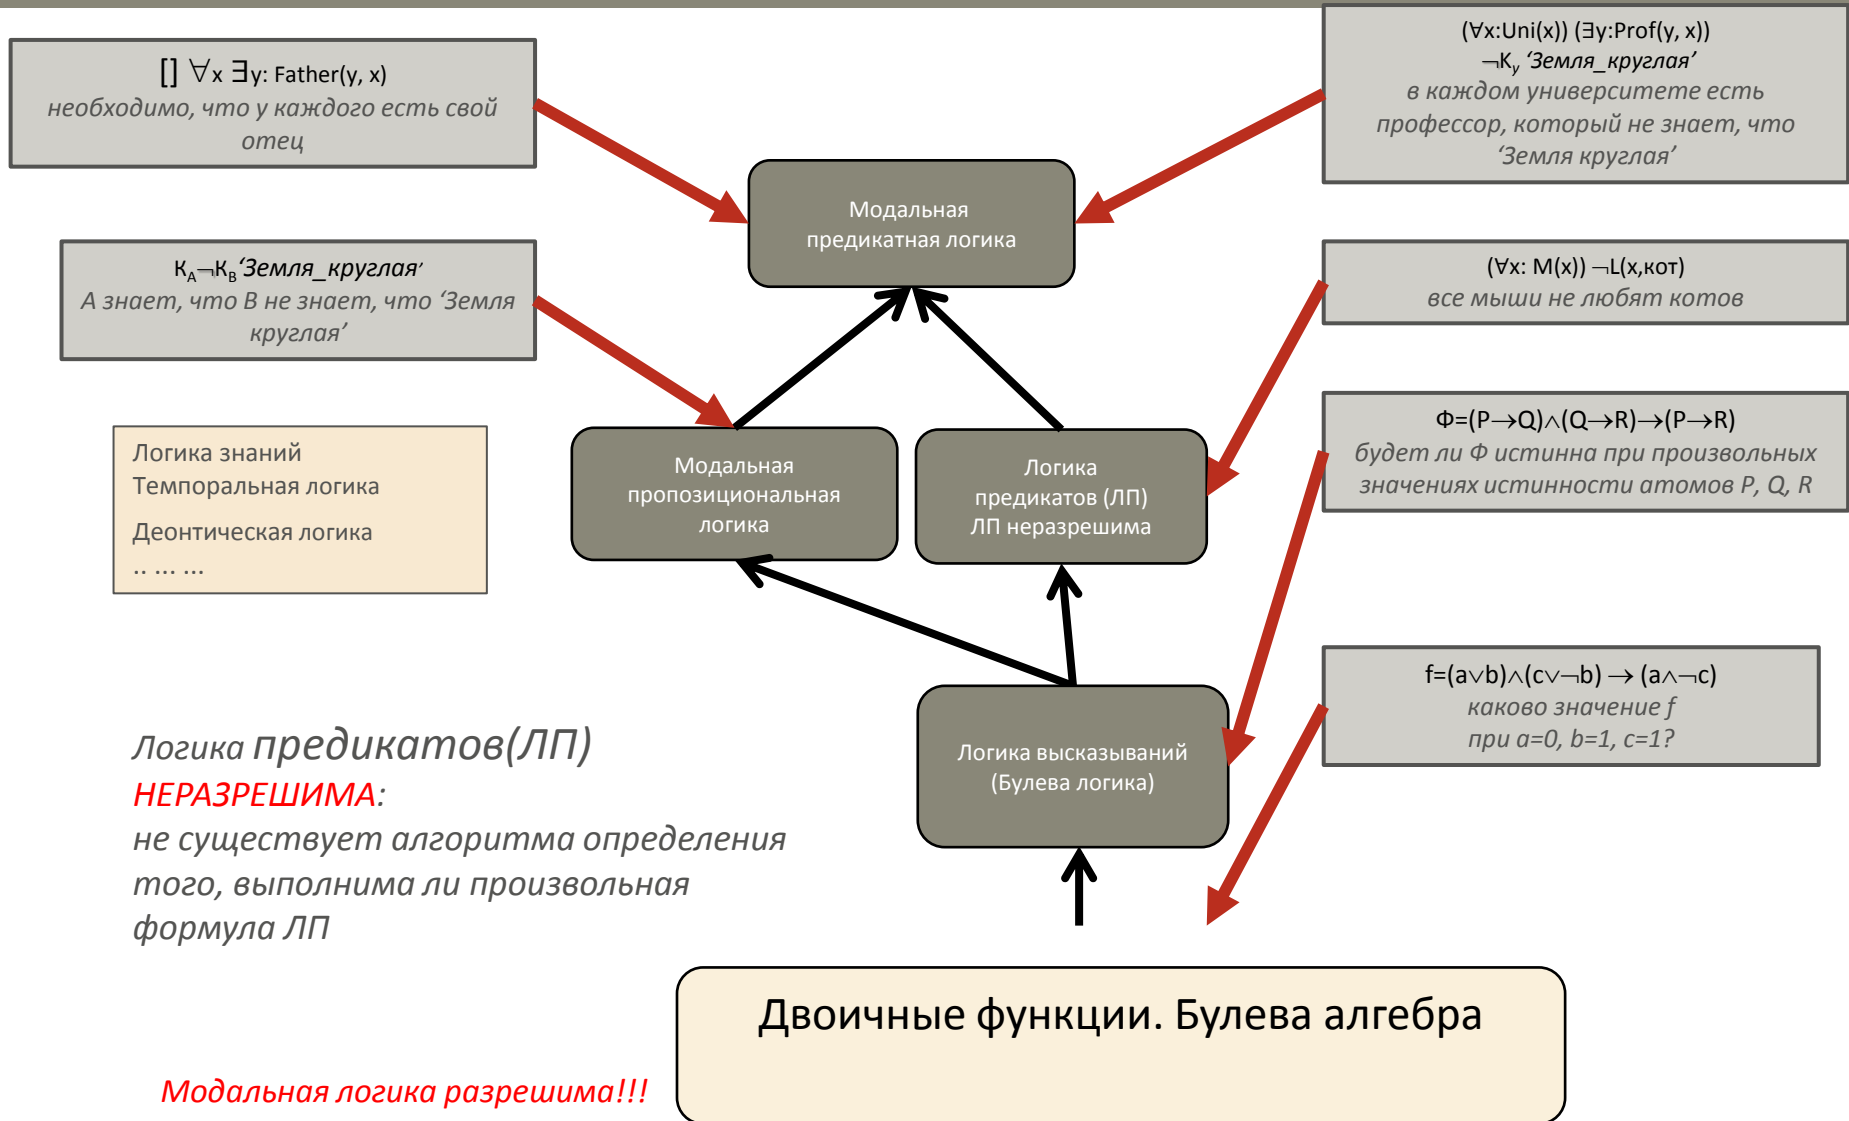 [] ∀x ∃y: Father(y, x)
необходимо, что у каждого есть свой
отец
(∀x:Uni(x)) (∃y:Prof(y, x))
¬K_y ‘Земля_круглая’
в каждом университете есть
профессор, который не знает, что
‘Земля круглая’
Модальная
предикатная логика
K_A¬K_B‘Земля_круглая’
А знает, что В не знает, что ‘Земля
круглая’
(∀x: M(x)) ¬L(x,кот)
все мыши не любят котов
Логика знаний
Темпоральная логика
Деонтическая логика
.. ... ...
Модальная
пропозициональная
логика
Логика
предикатов (ЛП)
ЛП неразрешима
Φ=(P→Q)∧(Q→R)→(P→R)
будет ли Φ истинна при произвольных
значениях истинности атомов P, Q, R
f=(a∨b)∧(c∨¬b) → (a∧¬c)
каково значение f
при a=0, b=1, c=1?
Логика высказываний
(Булева логика)
Логика предикатов(ЛП)
НЕРАЗРЕШИМА:
не существует алгоритма определения
того, выполнима ли произвольная
формула ЛП
Двоичные функции. Булева алгебра
Модальная логика разрешима!!!